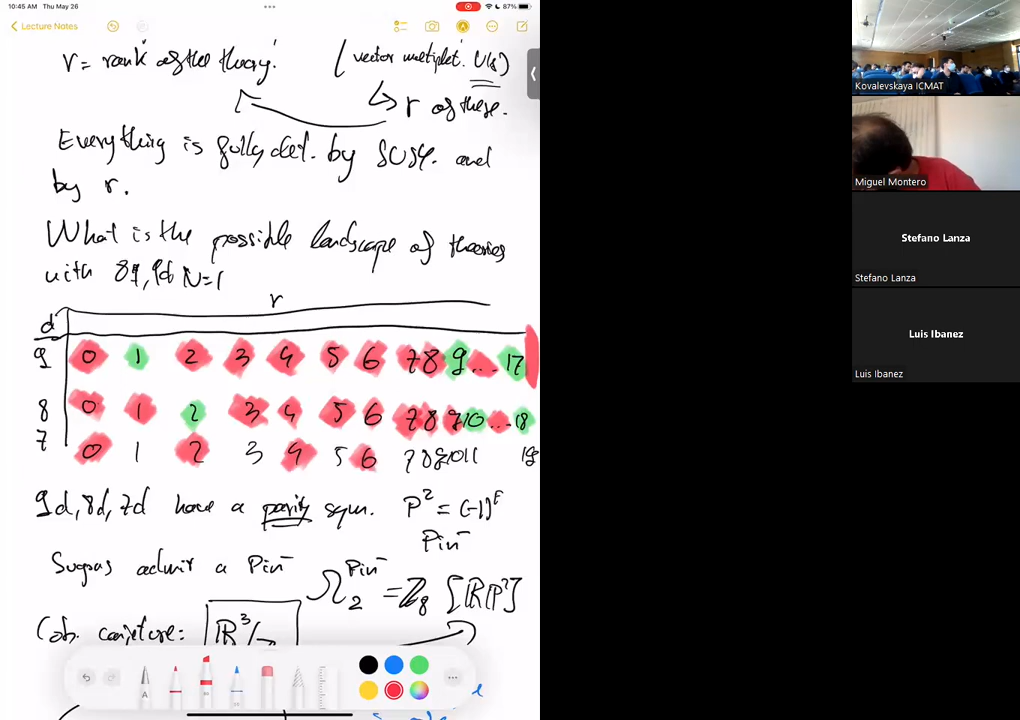 10:45 AM Thu May 26
87%
Lecture Notes
r = rank of the theory. (vector multiplet. U(1))
↳ r of these.
Everything is fully det. by SUSY. and
by r.
What is the possible landscape of theories
with 8d, 9d N=1
r
d
9 0 1 2 3 4 5 6 7 8 9 ... 17
8 0 1 2 3 4 5 6 7 8 9 10 ... 18
7 0 1 2 3 4 5 6 7 8 9 10 11 19
9d, 8d, 7d have a parity sym. P² = (-1)^F
Pin⁻
Sugras admit a Pin⁻ Ω₂^Pin⁻ = ℤ₈ [ℝP²]
Cob. conjecture: ℝ³/
A
Kovalevskaya ICMAT
Miguel Montero
Stefano Lanza
Stefano Lanza
Luis Ibanez
Luis Ibanez